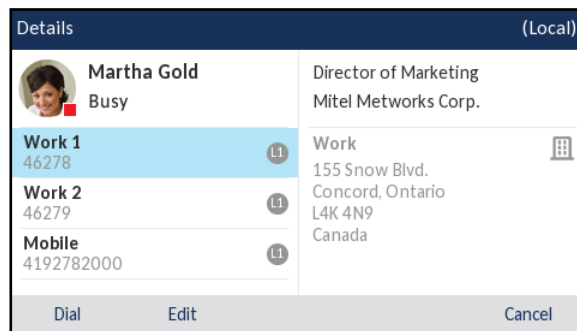 Details (Local)
Martha Gold
Busy
Work 1
46278 L1
Work 2
46279 L1
Mobile
4192782000 L1
Director of Marketing
Mitel Metworks Corp.
Work
155 Snow Blvd.
Concord, Ontario
L4K 4N9
Canada
Dial Edit Cancel